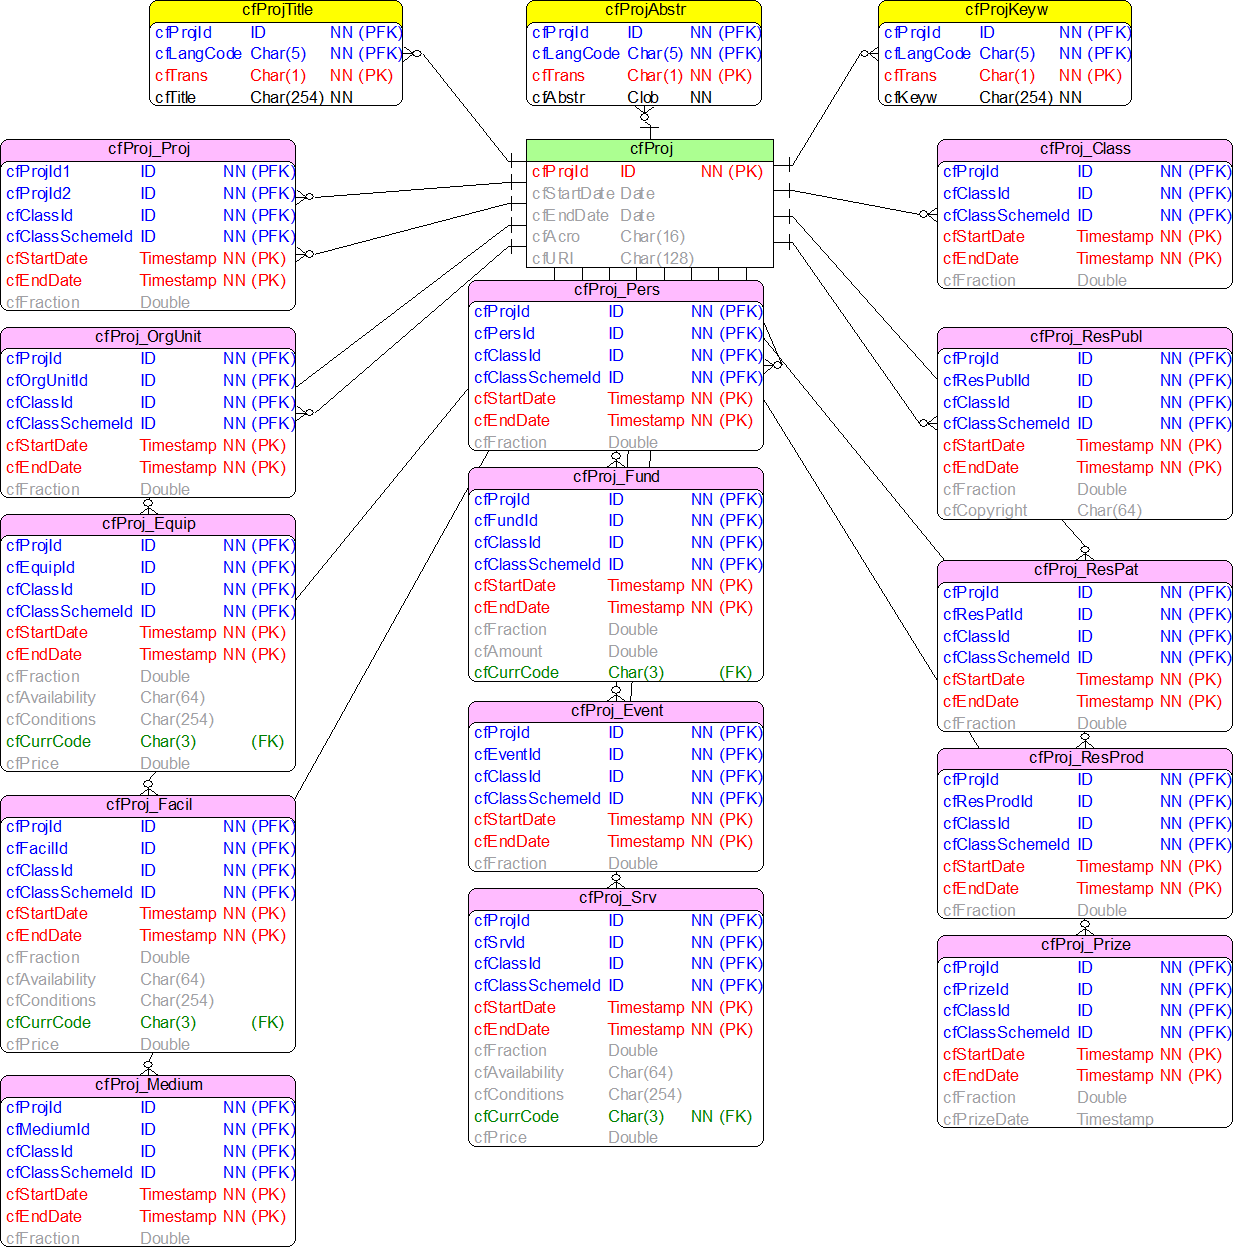 cfProjTitle
cfProjId ID NN (PFK)
cfLangCode Char(5) NN (PFK)
cfTrans Char(1) NN (PK)
cfTitle Char(254) NN
cfProjAbstr
cfProjId ID NN (PFK)
cfLangCode Char(5) NN (PFK)
cfTrans Char(1) NN (PK)
cfAbstr Clob NN
cfProjKeyw
cfProjId ID NN (PFK)
cfLangCode Char(5) NN (PFK)
cfTrans Char(1) NN (PK)
cfKeyw Char(254) NN
cfProj_Proj
cfProjId1 ID NN (PFK)
cfProjId2 ID NN (PFK)
cfClassId ID NN (PFK)
cfClassSchemeId ID NN (PFK)
cfStartDate Timestamp NN (PK)
cfEndDate Timestamp NN (PK)
cfFraction Double
cfProj
cfProjId ID NN (PK)
cfStartDate Date
cfEndDate Date
cfAcro Char(16)
cfURI Char(128)
cfProj_Class
cfProjId ID NN (PFK)
cfClassId ID NN (PFK)
cfClassSchemeId ID NN (PFK)
cfStartDate Timestamp NN (PK)
cfEndDate Timestamp NN (PK)
cfFraction Double
cfProj_OrgUnit
cfProjId ID NN (PFK)
cfOrgUnitId ID NN (PFK)
cfClassId ID NN (PFK)
cfClassSchemeId ID NN (PFK)
cfStartDate Timestamp NN (PK)
cfEndDate Timestamp NN (PK)
cfFraction Double
cfProj_Pers
cfProjId ID NN (PFK)
cfPersId ID NN (PFK)
cfClassId ID NN (PFK)
cfClassSchemeId ID NN (PFK)
cfStartDate Timestamp NN (PK)
cfEndDate Timestamp NN (PK)
cfFraction Double
cfProj_ResPubl
cfProjId ID NN (PFK)
cfResPublId ID NN (PFK)
cfClassId ID NN (PFK)
cfClassSchemeId ID NN (PFK)
cfStartDate Timestamp NN (PK)
cfEndDate Timestamp NN (PK)
cfFraction Double
cfCopyright Char(64)
cfProj_Equip
cfProjId ID NN (PFK)
cfEquipId ID NN (PFK)
cfClassId ID NN (PFK)
cfClassSchemeId ID NN (PFK)
cfStartDate Timestamp NN (PK)
cfEndDate Timestamp NN (PK)
cfFraction Double
cfAvailability Char(64)
cfConditions Char(254)
cfCurrCode Char(3) (FK)
cfPrice Double
cfProj_Fund
cfProjId ID NN (PFK)
cfFundId ID NN (PFK)
cfClassId ID NN (PFK)
cfClassSchemeId ID NN (PFK)
cfStartDate Timestamp NN (PK)
cfEndDate Timestamp NN (PK)
cfFraction Double
cfAmount Double
cfCurrCode Char(3) (FK)
cfProj_ResPat
cfProjId ID NN (PFK)
cfResPatId ID NN (PFK)
cfClassId ID NN (PFK)
cfClassSchemeId ID NN (PFK)
cfStartDate Timestamp NN (PK)
cfEndDate Timestamp NN (PK)
cfFraction Double
cfProj_Facil
cfProjId ID NN (PFK)
cfFacilId ID NN (PFK)
cfClassId ID NN (PFK)
cfClassSchemeId ID NN (PFK)
cfStartDate Timestamp NN (PK)
cfEndDate Timestamp NN (PK)
cfFraction Double
cfAvailability Char(64)
cfConditions Char(254)
cfCurrCode Char(3) (FK)
cfPrice Double
cfProj_Event
cfProjId ID NN (PFK)
cfEventId ID NN (PFK)
cfClassId ID NN (PFK)
cfClassSchemeId ID NN (PFK)
cfStartDate Timestamp NN (PK)
cfEndDate Timestamp NN (PK)
cfFraction Double
cfProj_ResProd
cfProjId ID NN (PFK)
cfResProdId ID NN (PFK)
cfClassId ID NN (PFK)
cfClassSchemeId ID NN (PFK)
cfStartDate Timestamp NN (PK)
cfEndDate Timestamp NN (PK)
cfFraction Double
cfProj_Medium
cfProjId ID NN (PFK)
cfMediumId ID NN (PFK)
cfClassId ID NN (PFK)
cfClassSchemeId ID NN (PFK)
cfStartDate Timestamp NN (PK)
cfEndDate Timestamp NN (PK)
cfFraction Double
cfProj_Srv
cfProjId ID NN (PFK)
cfSrvId ID NN (PFK)
cfClassId ID NN (PFK)
cfClassSchemeId ID NN (PFK)
cfStartDate Timestamp NN (PK)
cfEndDate Timestamp NN (PK)
cfFraction Double
cfAvailability Char(64)
cfConditions Char(254)
cfCurrCode Char(3) NN (FK)
cfPrice Double
cfProj_Prize
cfProjId ID NN (PFK)
cfPrizeId ID NN (PFK)
cfClassId ID NN (PFK)
cfClassSchemeId ID NN (PFK)
cfStartDate Timestamp NN (PK)
cfEndDate Timestamp NN (PK)
cfFraction Double
cfPrizeDate Timestamp